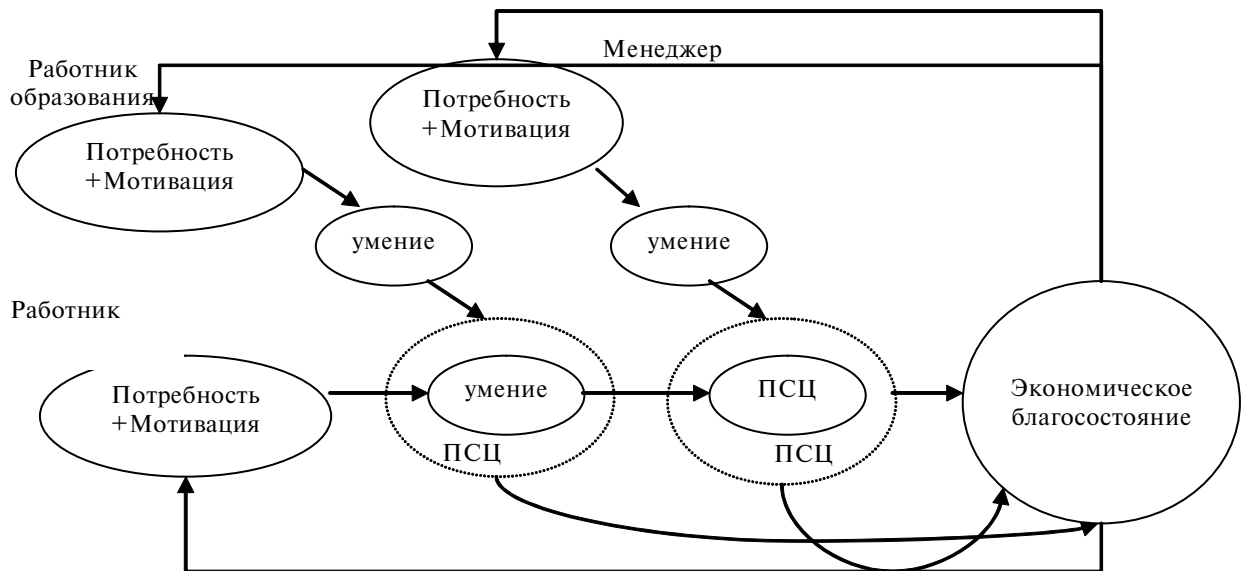 Менеджер
Работник
образования
Потребность
+Мотивация
Потребность
+Мотивация
умение
умение
Работник
Потребность
+Мотивация
умение
ПСЦ
ПСЦ
ПСЦ
Экономическое
благосостояние